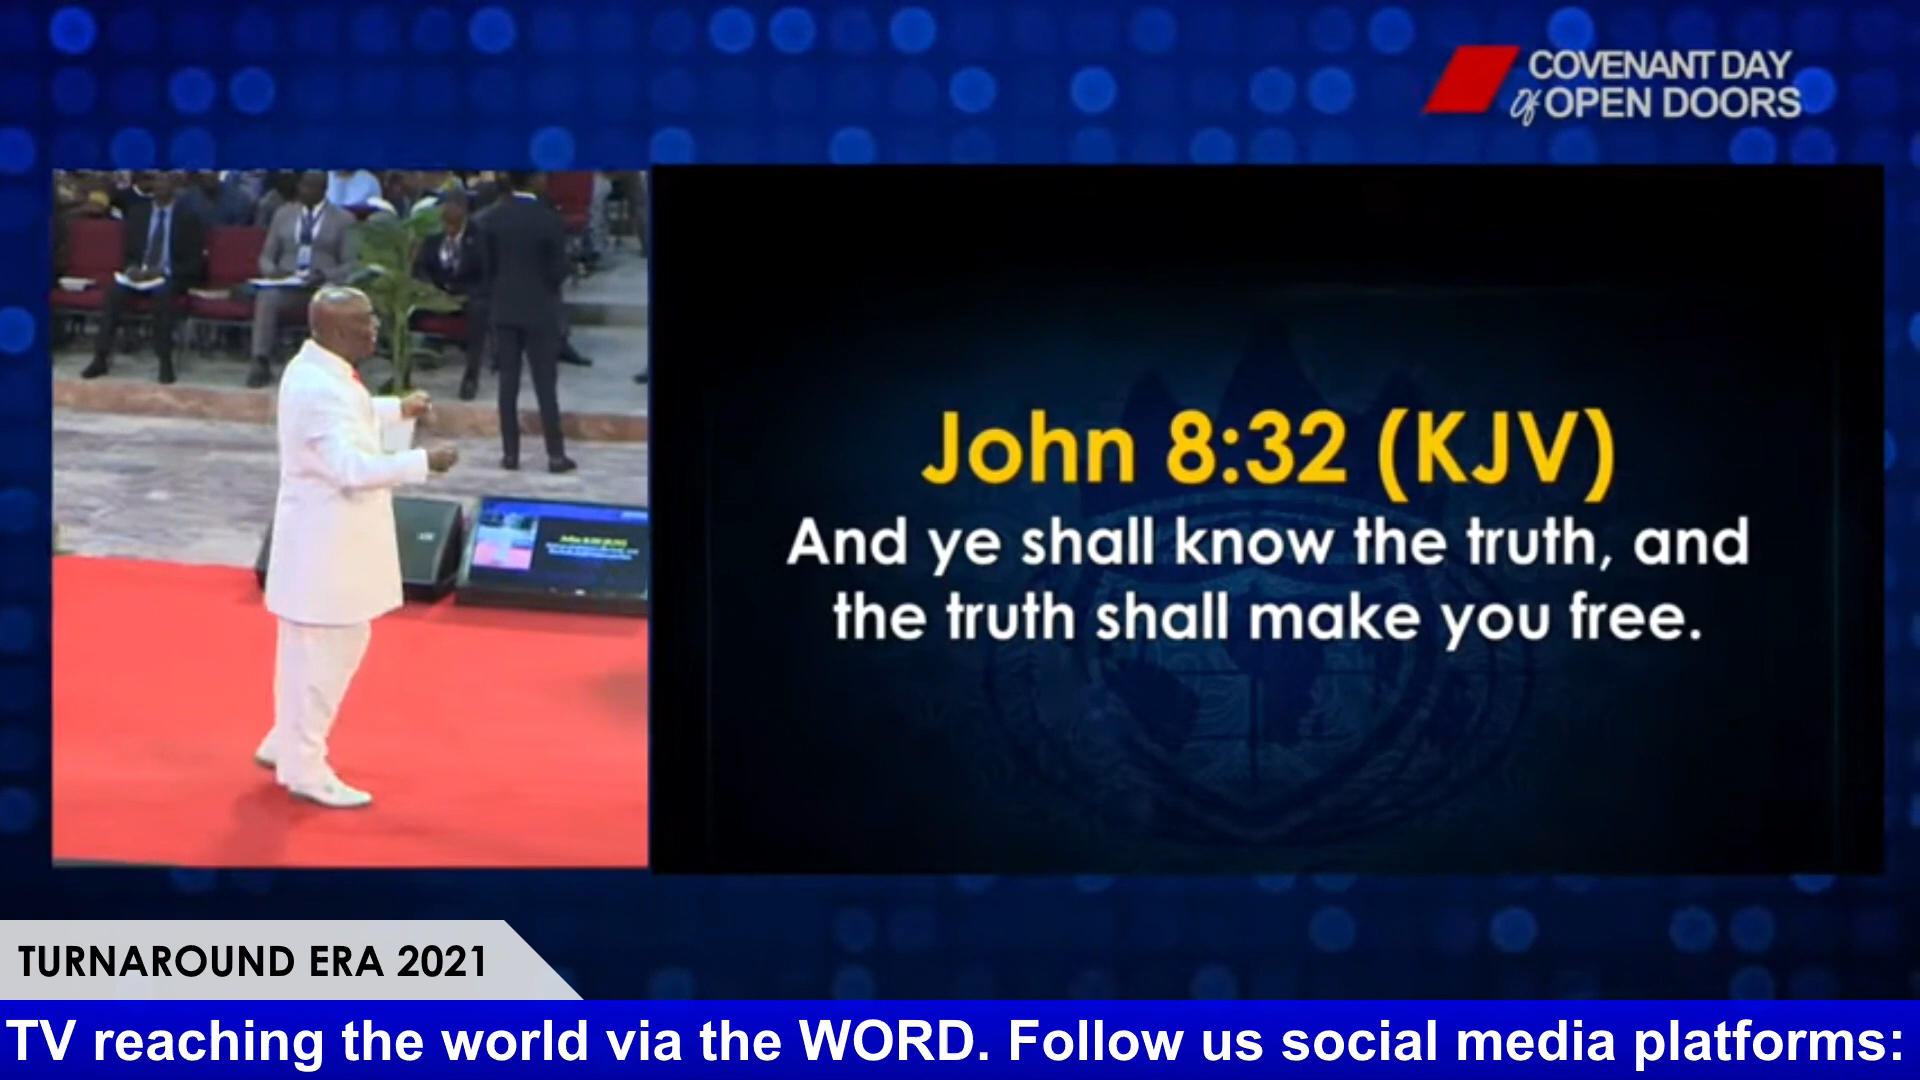 COVENANT DAY
Of OPEN DOORS
John 8:32 (KJV)
And ye shall know the truth, and
the truth shall make you free.
TURNAROUND ERA 2021
TV reaching the world via the WORD. Follow us social media platforms: